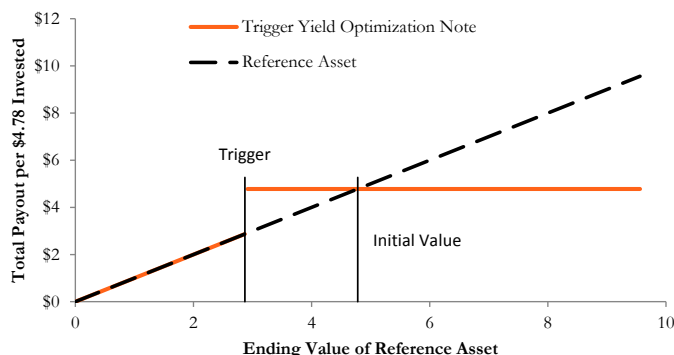 $12
Trigger Yield Optimization Note
Reference Asset
$10
$8
Trigger
$6
$4
Initial Value
$2
$0
0 2 4 6 8 10
Total Payout per $4.78 Invested
Ending Value of Reference Asset